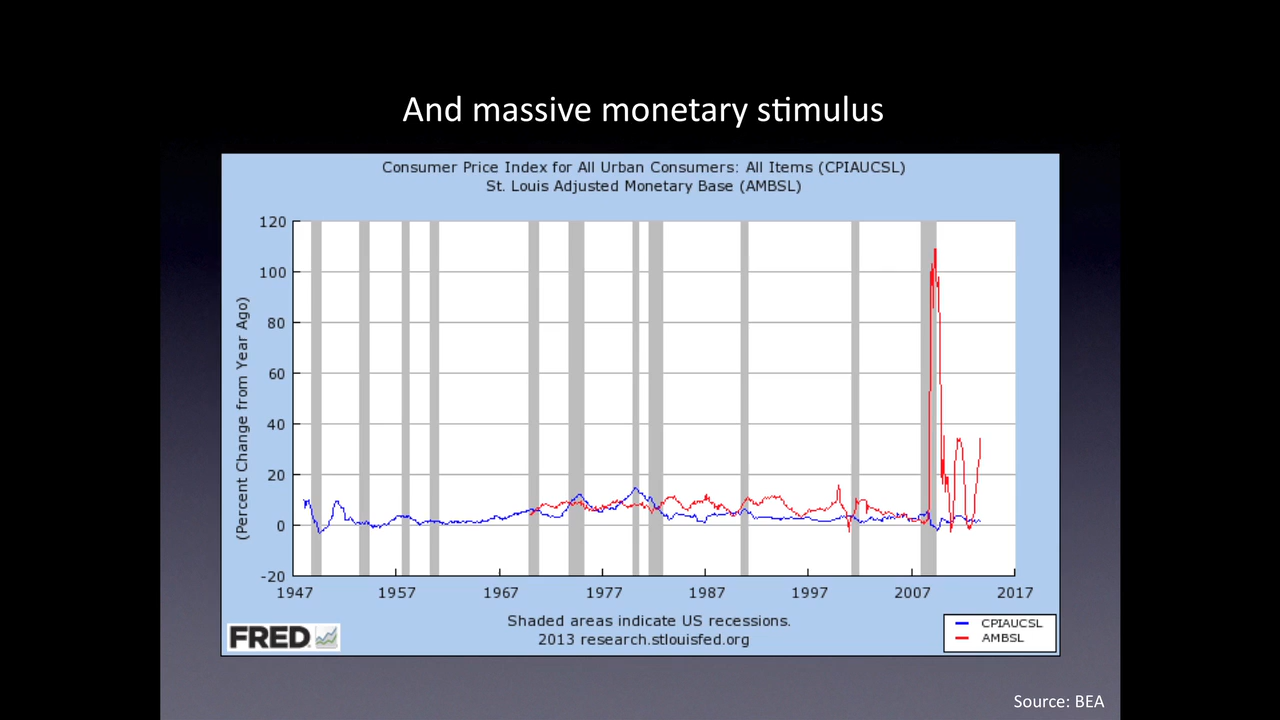 And massive monetary stimulus
Consumer Price Index for All Urban Consumers: All Items (CPIAUCSL)
St. Louis Adjusted Monetary Base (AMBSL)
(Percent Change from Year Ago)
120
100
80
60
40
20
0
-20
1947 1957 1967 1977 1987 1997 2007 2017
Shaded areas indicate US recessions.
2013 research.stlouisfed.org
FRED
CPIAUCSL
AMBSL
Source: BEA